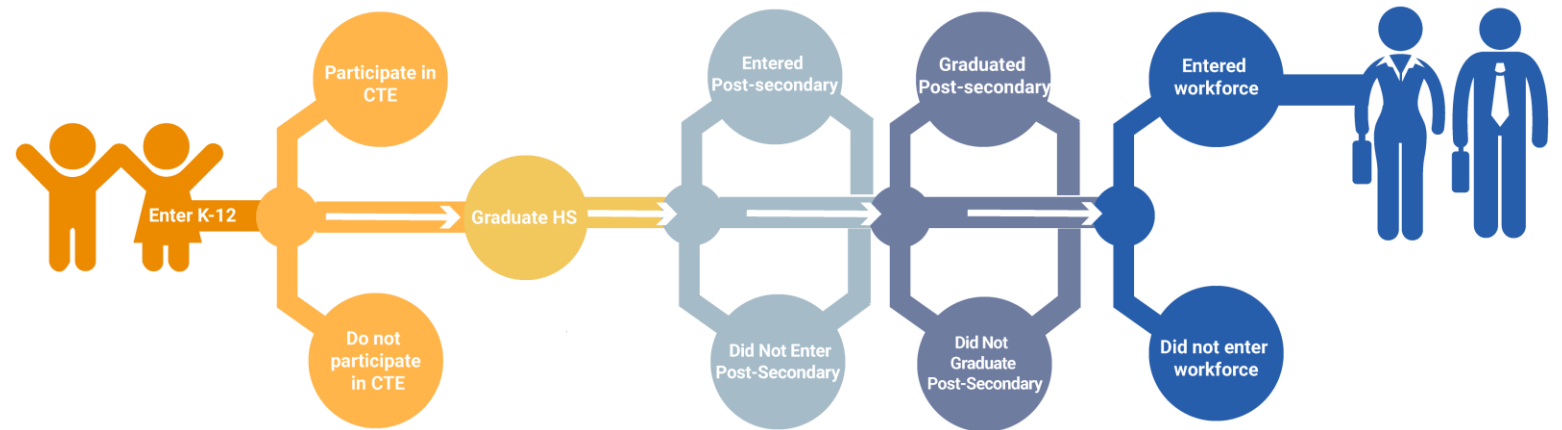 Enter K-12
Participate in
CTE
Do not
participate
in CTE
Graduate HS
Entered
Post-secondary
Did Not Enter
Post-Secondary
Graduated
Post-secondary
Did Not
Graduate
Post-Secondary
Entered
workforce
Did not enter
workforce